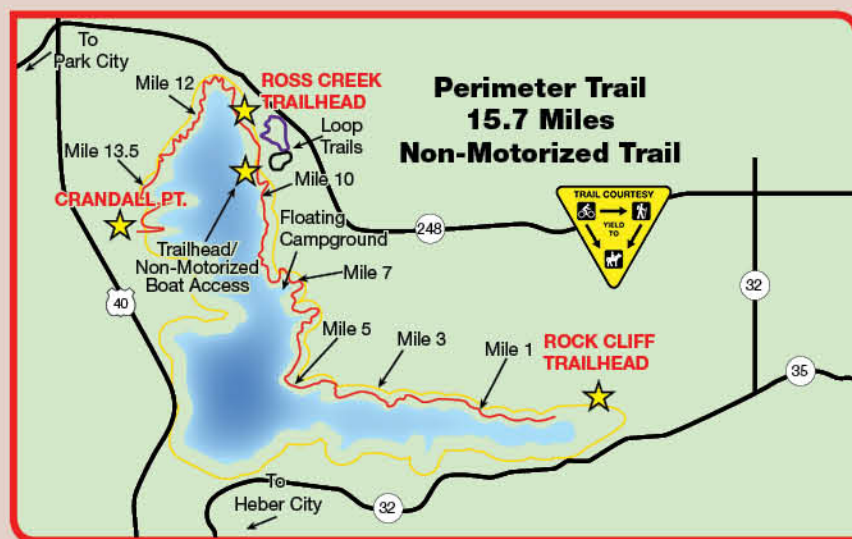 To
Park City
Mile 12
ROSS CREEK
TRAILHEAD
Perimeter Trail
15.7 Miles
Non-Motorized Trail
Loop
Trails
Mile 13.5
CRANDALL PT.
Mile 10
TRAIL COURTESY
YIELD
TO
Trailhead/
Non-Motorized
Boat Access
Floating
Campground
248
Mile 7
40
32
Mile 5
Mile 3
Mile 1
ROCK CLIFF
TRAILHEAD
35
To
Heber City
32